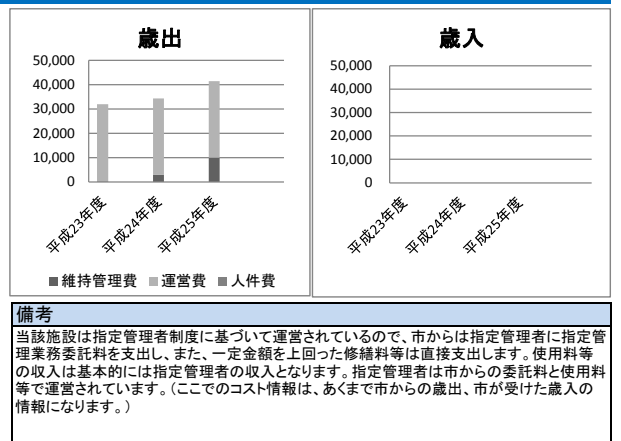 歳出
50,000
40,000
30,000
20,000
10,000
0
平成23年度
平成24年度
平成25年度
■維持管理費 ■運営費 ■人件費
歳入
50,000
40,000
30,000
20,000
10,000
0
平成23年度
平成24年度
平成25年度
備考
当該施設は指定管理者制度に基づいて運営されているので、市からは指定管理者に指定管
理業務委託料を支出し、また、一定金額を上回った修繕料等は直接支出します。使用料等
の収入は基本的には指定管理者の収入となります。指定管理者は市からの委託料と使用料
等で運営されています。（ここでのコスト情報は、あくまで市からの歳出、市が受けた歳入の
情報になります。）